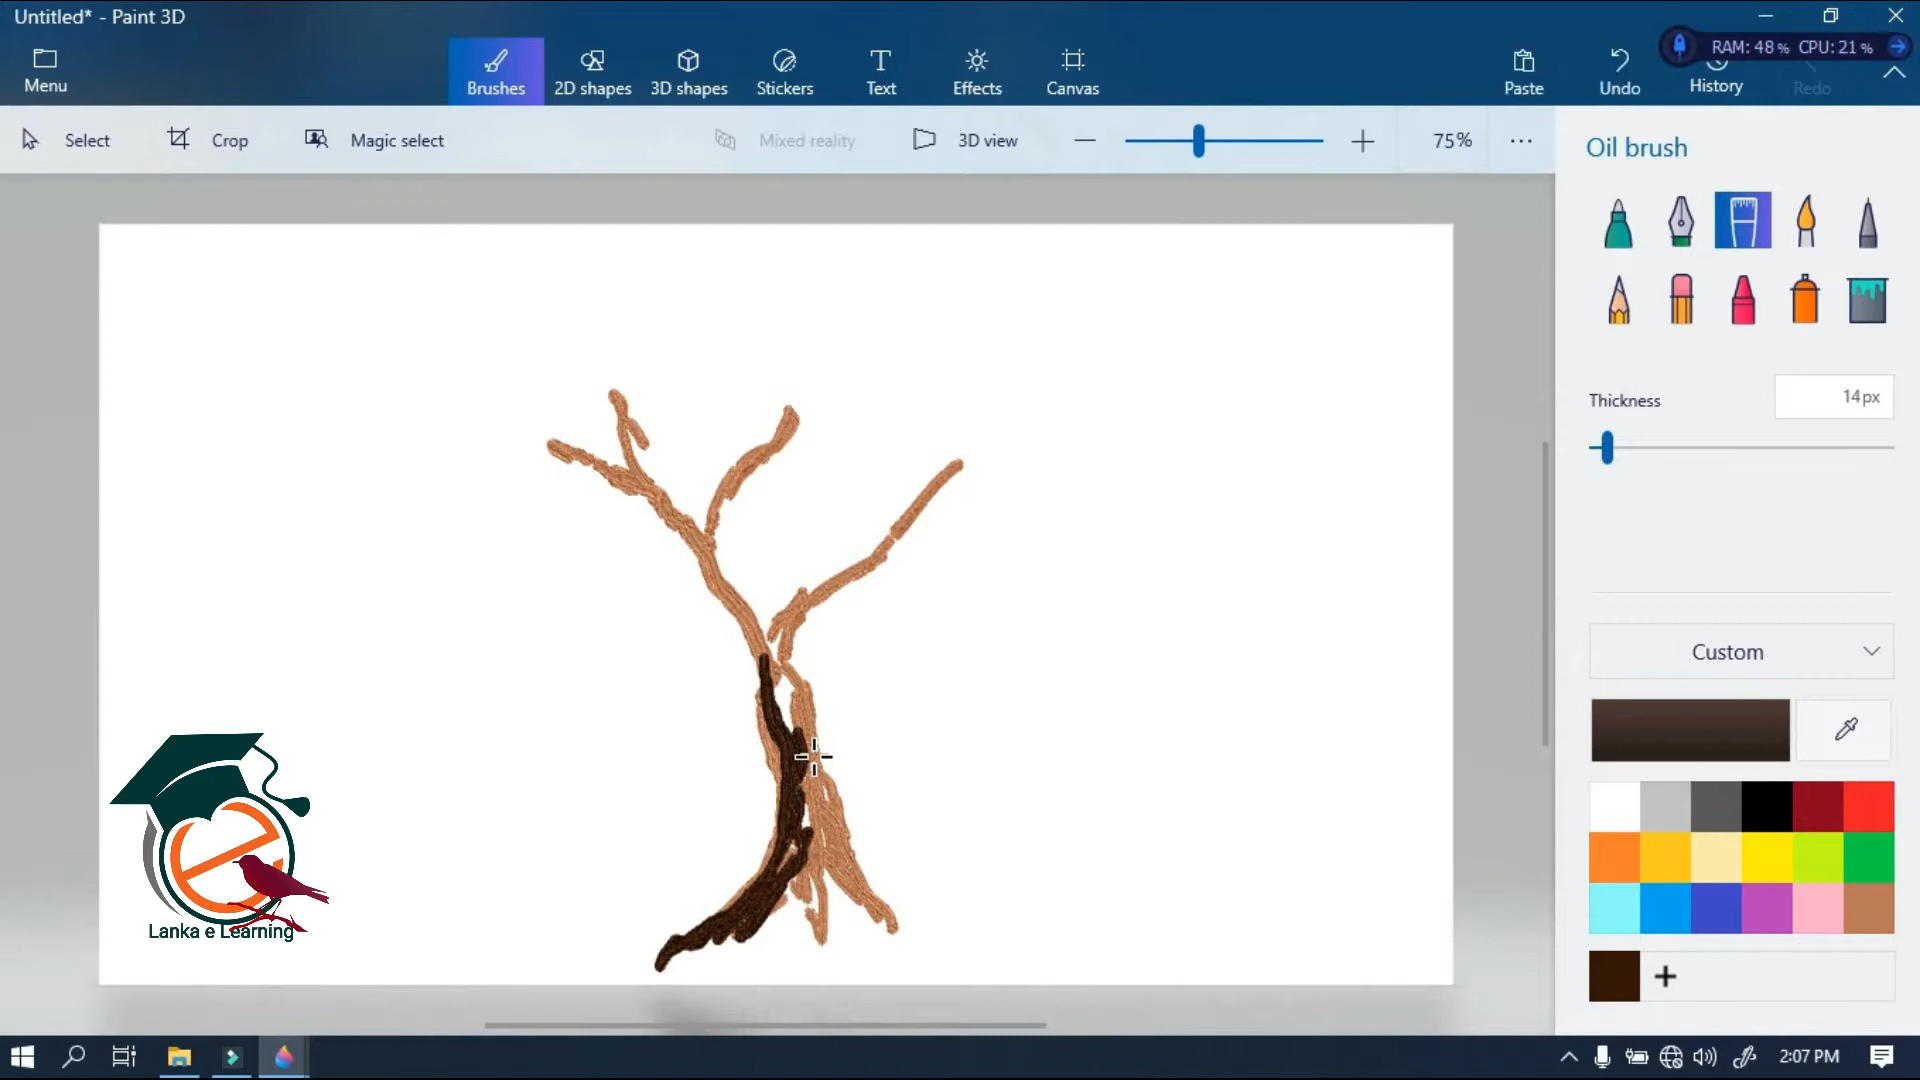 Untitled* - Paint 3D
RAM: 48 % CPU: 21 %
Menu
Brushes
2D shapes
3D shapes
Stickers
Text
Effects
Canvas
Paste
Undo
History
Redo
Select
Crop
Magic select
Mixed reality
3D view
75%
Oil brush
Thickness
14px
Custom
Lanka e Learning
2:07 PM